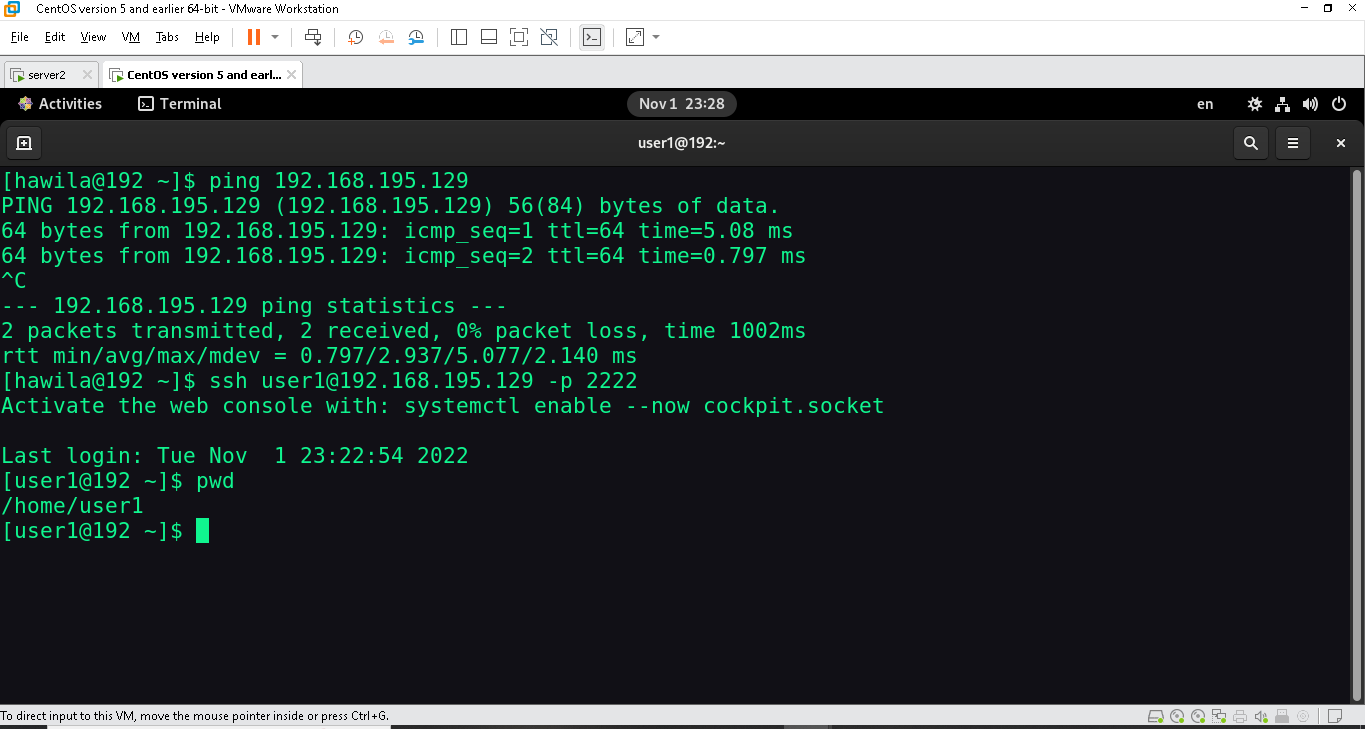 CentOS version 5 and earlier 64-bit - VMware Workstation
File Edit View VM Tabs Help
server2 CentOS version 5 and earl...
Activities Terminal Nov 1 23:28 en
user1@192:~
[hawila@192 ~]$ ping 192.168.195.129
PING 192.168.195.129 (192.168.195.129) 56(84) bytes of data.
64 bytes from 192.168.195.129: icmp_seq=1 ttl=64 time=5.08 ms
64 bytes from 192.168.195.129: icmp_seq=2 ttl=64 time=0.797 ms
^C
--- 192.168.195.129 ping statistics ---
2 packets transmitted, 2 received, 0% packet loss, time 1002ms
rtt min/avg/max/mdev = 0.797/2.937/5.077/2.140 ms
[hawila@192 ~]$ ssh user1@192.168.195.129 -p 2222
Activate the web console with: systemctl enable --now cockpit.socket
Last login: Tue Nov  1 23:22:54 2022
[user1@192 ~]$ pwd
/home/user1
[user1@192 ~]$
To direct input to this VM, move the mouse pointer inside or press Ctrl+G.